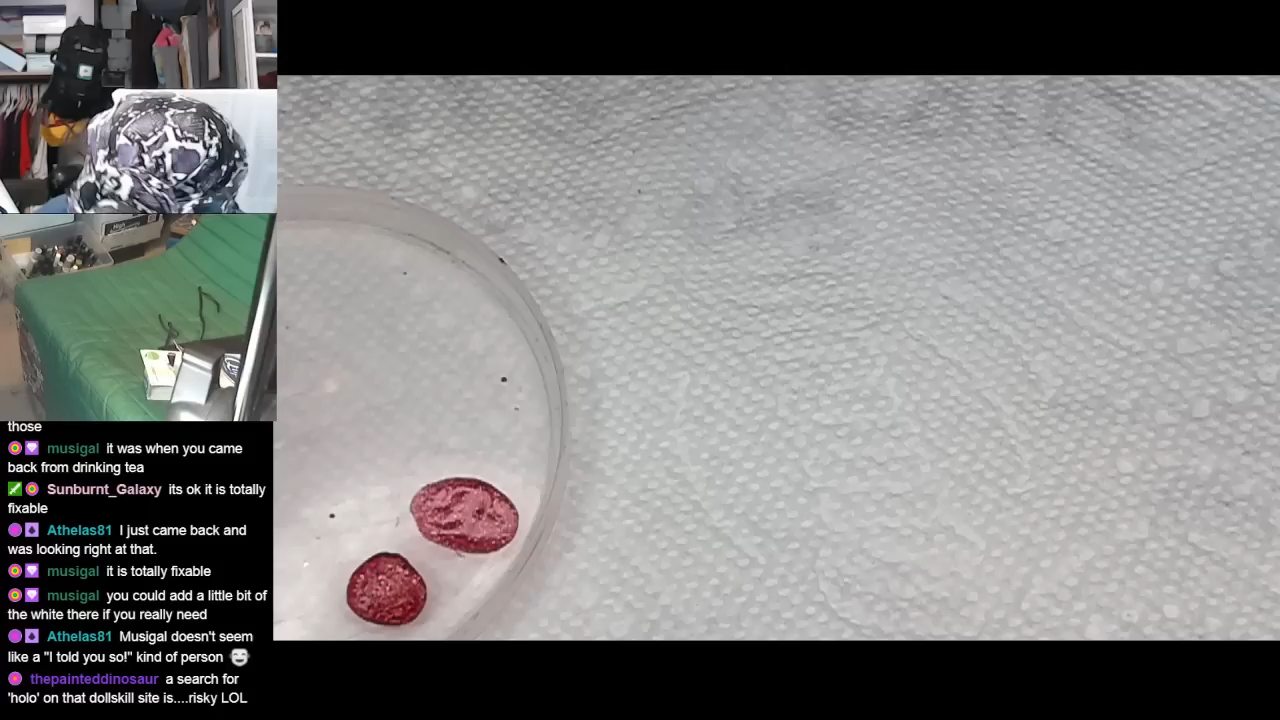 those
musigal it was when you came
back from drinking tea
Sunburnt_Galaxy its ok it is totally
fixable
Athelas81 I just came back and
was looking right at that.
musigal it is totally fixable
musigal you could add a little bit of
the white there if you really need
Athelas81 Musigal doesn't seem
like a "I told you so!" kind of person
thepainteddinosaur a search for
'holo' on that dollskill site is....risky LOL